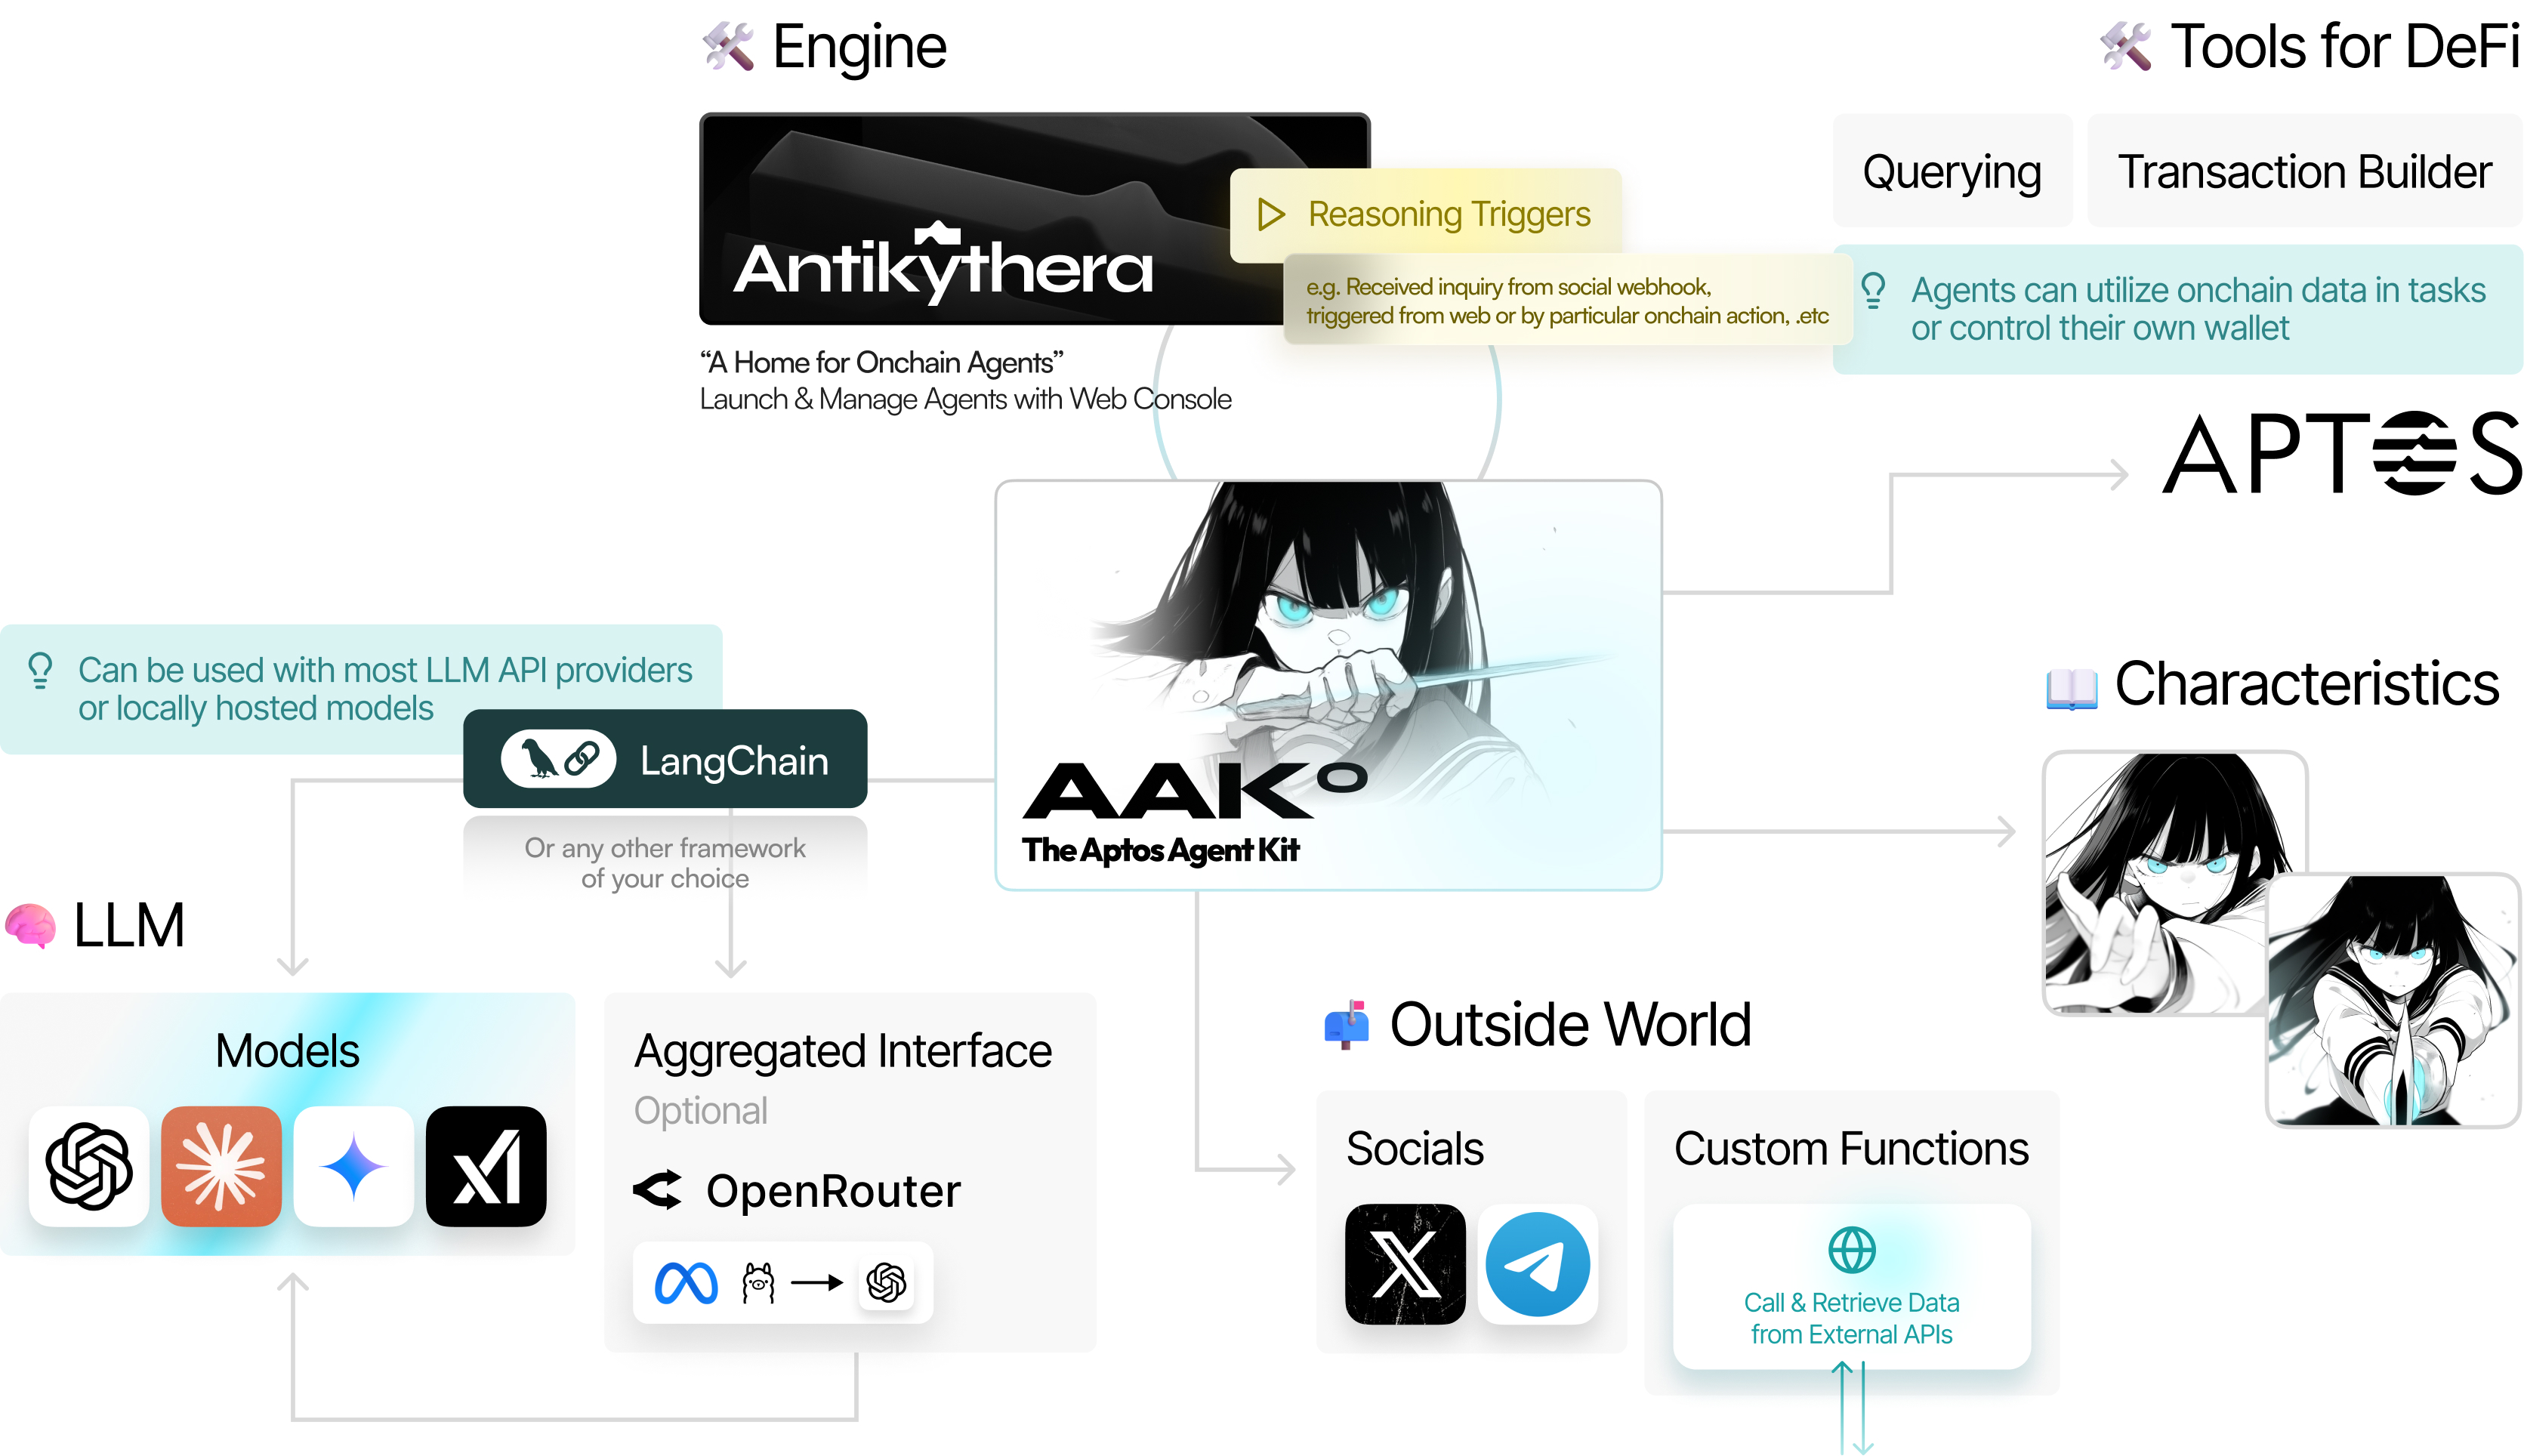 Engine
Antikythera
Reasoning Triggers
e.g. Received inquiry from social webhook,
triggered from web or by particular onchain action, .etc
“A Home for Onchain Agents”
Launch & Manage Agents with Web Console
Tools for DeFi
Querying
Transaction Builder
Agents can utilize onchain data in tasks
or control their own wallet
APTOS
Can be used with most LLM API providers
or locally hosted models
LangChain
Or any other framework
of your choice
AAK
The Aptos Agent Kit
Characteristics
LLM
Models
Aggregated Interface
Optional
OpenRouter
Outside World
Socials
Custom Functions
Call & Retrieve Data
from External APIs